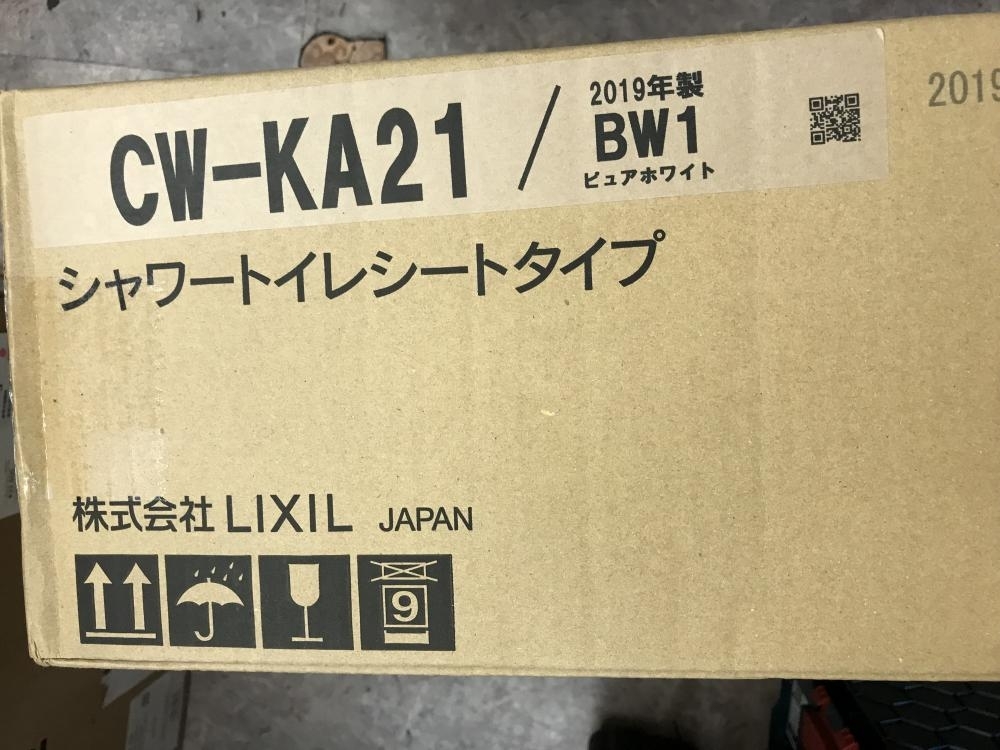 CW-KA21 / 2019年製
BW1
ピュアホワイト
2019
シャワートイレシートタイプ
株式会社 LIXIL JAPAN
9